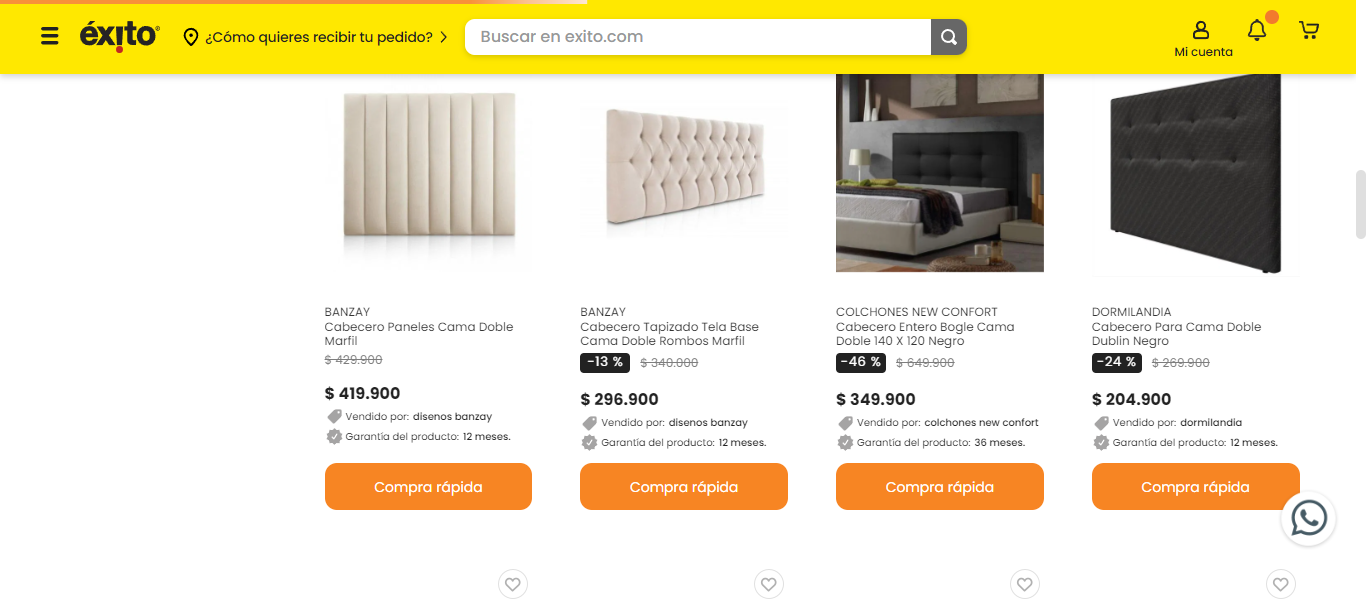 éxito
¿Cómo quieres recibir tu pedido?
Buscar en exito.com
Mi cuenta
BANZAY
Cabecero Paneles Cama Doble
Marfil
$ 429.900
$ 419.900
Vendido por: disenos banzay
Garantía del producto: 12 meses.
Compra rápida
BANZAY
Cabecero Tapizado Tela Base
Cama Doble Rombos Marfil
-13 % $ 340.000
$ 296.900
Vendido por: disenos banzay
Garantía del producto: 12 meses.
Compra rápida
COLCHONES NEW CONFORT
Cabecero Entero Bogle Cama
Doble 140 X 120 Negro
-46 % $ 649.900
$ 349.900
Vendido por: colchones new confort
Garantía del producto: 36 meses.
Compra rápida
DORMILANDIA
Cabecero Para Cama Doble
Dublin Negro
-24 % $ 269.900
$ 204.900
Vendido por: dormilandia
Garantía del producto: 12 meses.
Compra rápida